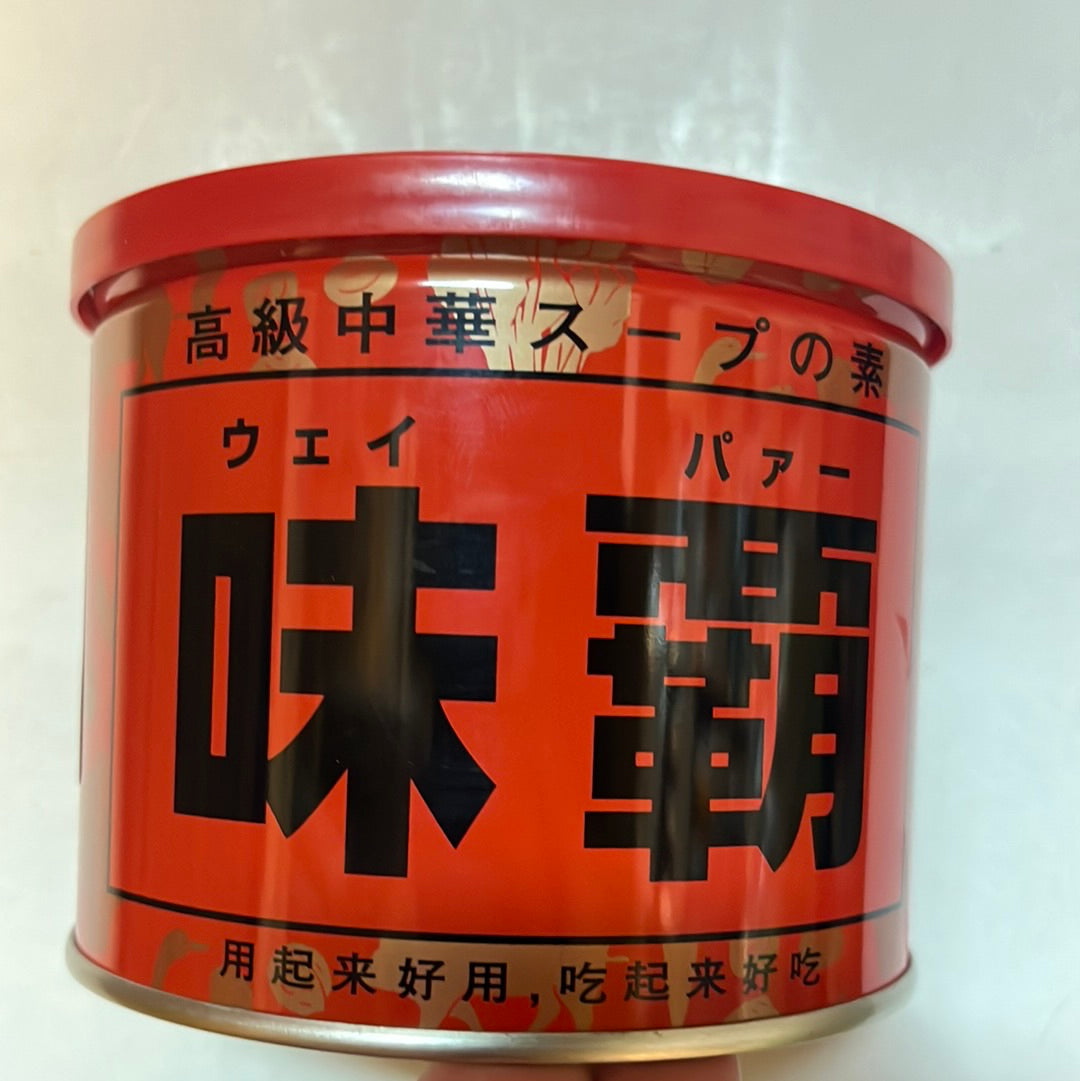 高級中華スープの素
ウェイ パァー
味覇
用起来好用,吃起来好吃